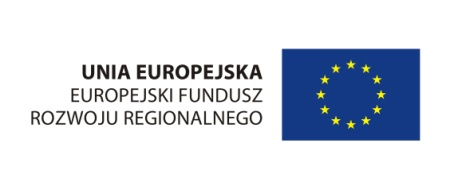 UNIA EUROPEJSKA
EUROPEJSKI FUNDUSZ
ROZWOJU REGIONALNEGO